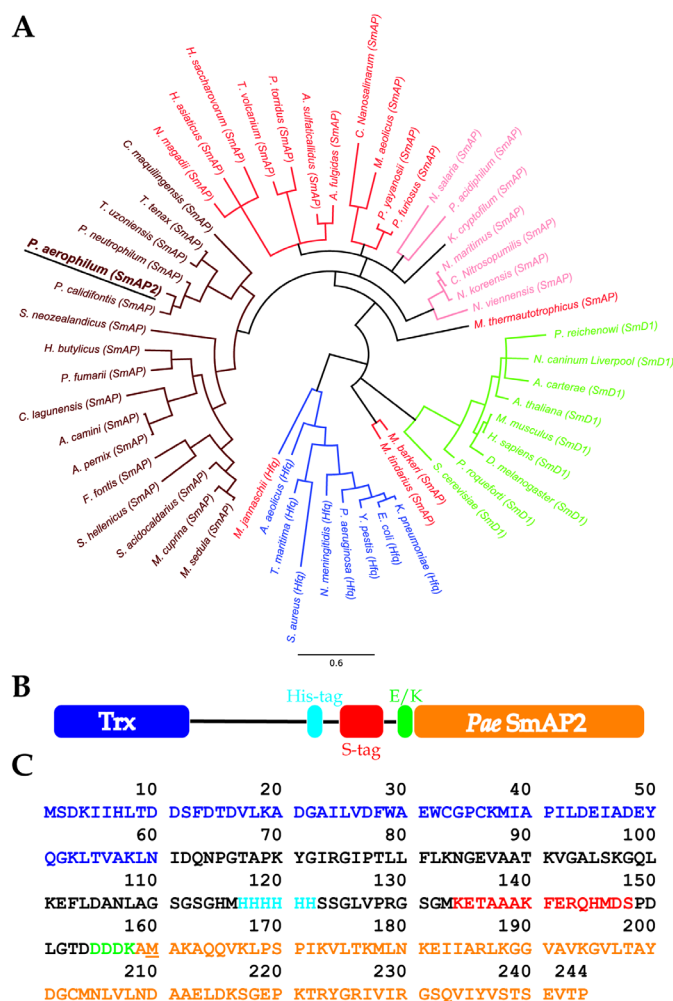 A
N. magadii (SmAP)
H. asiaticus (SmAP)
H. saccharovorum (SmAP)
T. volcanium (SmAP)
P. torridus (SmAP)
A. sulfaticallidus (SmAP)
A. fulgidas (SmAP)
C. Nanosalinarum (SmAP)
M. aeolicus (SmAP)
P. yayanosii (SmAP)
P. furiosus (SmAP)
N. salaria (SmAP)
P. acidiphilum (SmAP)
K. cryptofilum (SmAP)
N. maritimus (SmAP)
C. Nitrosopumilis (SmAP)
N. koreensis (SmAP)
N. viennensis (SmAP)
M. thermautotrophicus (SmAP)
P. reichenowi (SmD1)
N. caninum Liverpool (SmD1)
A. carterae (SmD1)
A. thaliana (SmD1)
M. musculus (SmD1)
H. sapiens (SmD1)
D. melanogaster (SmD1)
P. roqueforti (SmD1)
S. cerevisiae (SmD1)
M. barkeri (SmAP)
M. tindarius (SmAP)
K. pneumoniae (Hfq)
E. coli (Hfq)
Y. pestis (Hfq)
P. aeruginosa (Hfq)
N. meningitidis (Hfq)
S. aureus (Hfq)
T. maritima (Hfq)
A. aeolicus (Hfq)
M. jannaschii (Hfq)
M. sedula (SmAP)
M. cuprina (SmAP)
S. acidocaldarius (SmAP)
S. hellenicus (SmAP)
F. fontis (SmAP)
A. pernix (SmAP)
A. camini (SmAP)
C. lagunensis (SmAP)
P. fumarii (SmAP)
H. butylicus (SmAP)
S. neozealandicus (SmAP)
P. calidifontis (SmAP)
P. aerophilum (SmAP2)
P. neutrophilum (SmAP)
T. uzoniensis (SmAP)
T. tenax (SmAP)
C. maquilingensis (SmAP)
0.6
B
His-tag E/K
Trx Pae SmAP2
S-tag
C
10 20 30 40 50
MSDKIIHLTD DSFDTDVLKA DGAILVDFWA EWCGPCKMIA PILDEIADEY
60 70 80 90 100
QGKLTVAKLN IDQNPGTAPK YGIRGIPTLL FLKNGEVAAT KVGALSKGQL
110 120 130 140 150
KEFLDANLAG SGSGHMHHHH HHSSGLVPRG SGMKETAAAK FERQHMDSPD
160 170 180 190 200
LGTDDDDKAM AKAQQVKLPS PIKVLTKMLN KEIIARLKGG VAVKGVLTAY
210 220 230 240 244
DGCMNLVLND AAELDKSGEP KTRYGRIVIR GSQVIYVSTS EVTP